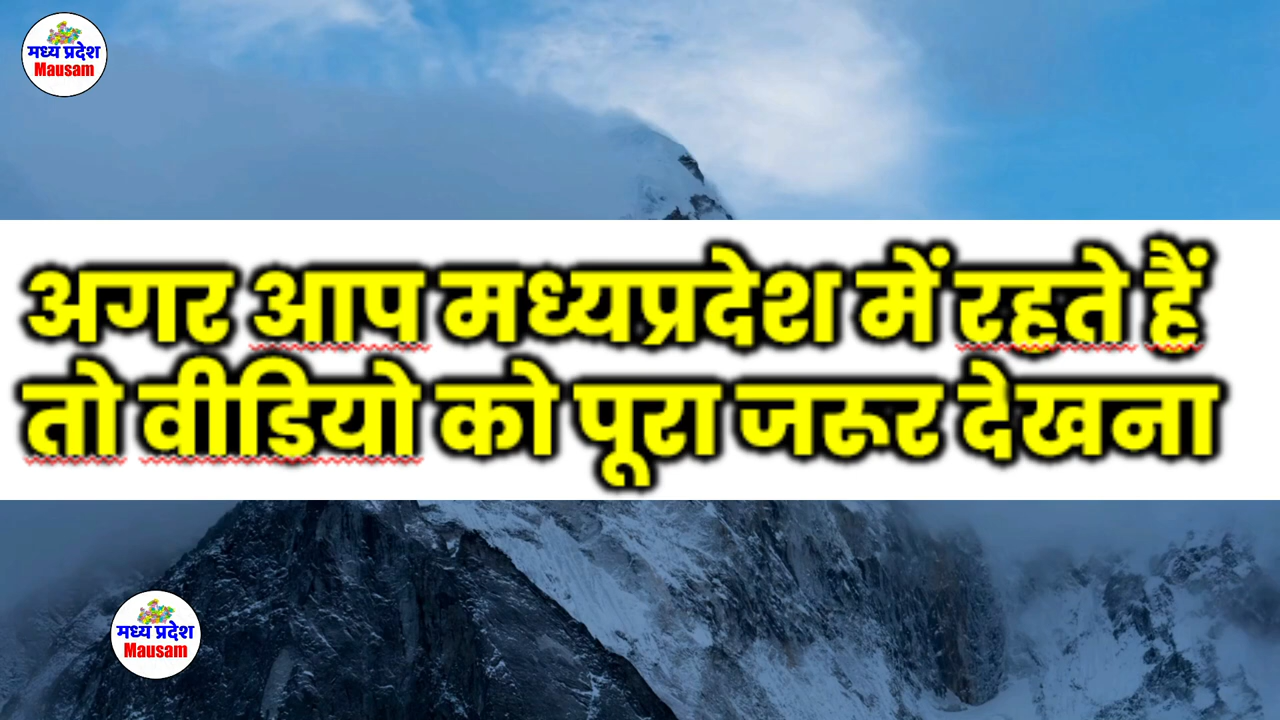 मध्य प्रदेश
Mausam
अगर आप मध्यप्रदेश में रहते हैं
तो वीडियो को पूरा जरूर देखना
मध्य प्रदेश
Mausam